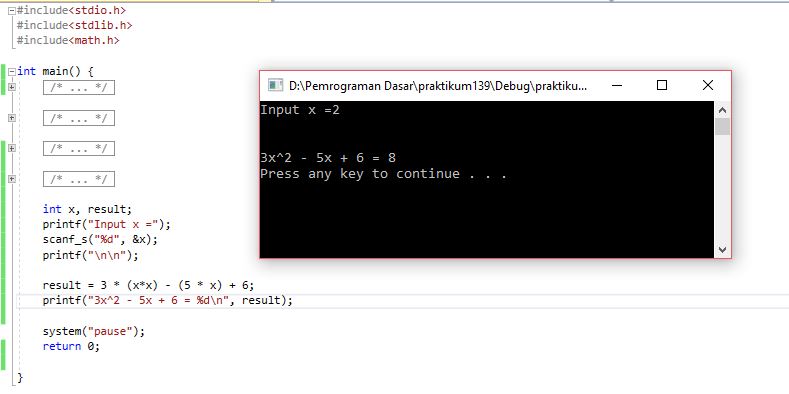 #include<stdio.h>
#include<stdlib.h>
#include<math.h>
int main() {
/* ... */
/* ... */
/* ... */
/* ... */
int x, result;
printf("Input x =");
scanf_s("%d", &x);
printf("\n\n");
result = 3 * (x*x) - (5 * x) + 6;
printf("3x^2 - 5x + 6 = %d\n", result);
system("pause");
return 0;
}
D:\Pemrograman Dasar\praktikum139\Debug\praktiku...
Input x =2
3x^2 - 5x + 6 = 8
Press any key to continue . . .